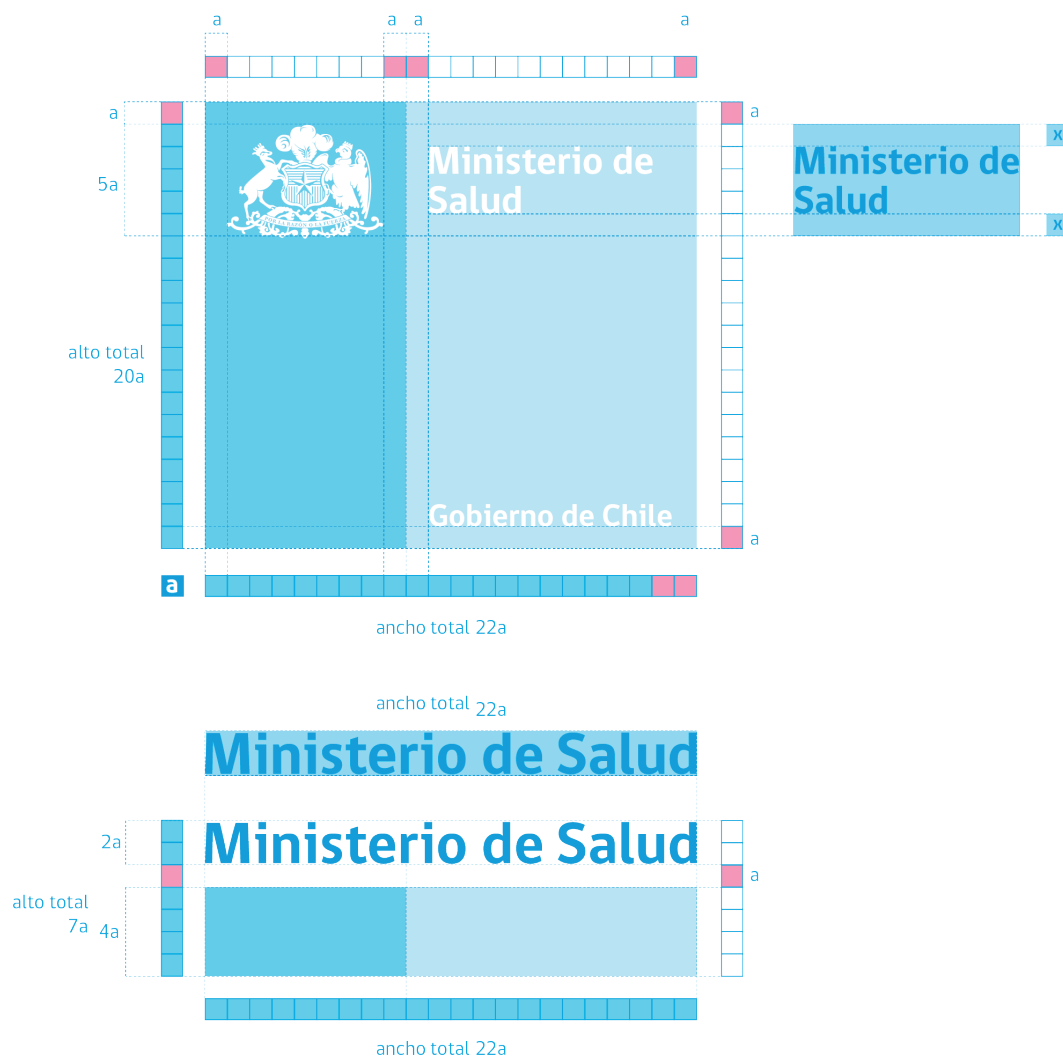 a
a a
a
a
a
5a
Ministerio de
Salud
Ministerio de
Salud
x
x
alto total
20a
Gobierno de Chile
a
a
ancho total 22a
ancho total 22a
Ministerio de Salud
2a
Ministerio de Salud
a
alto total
7a
4a
ancho total 22a